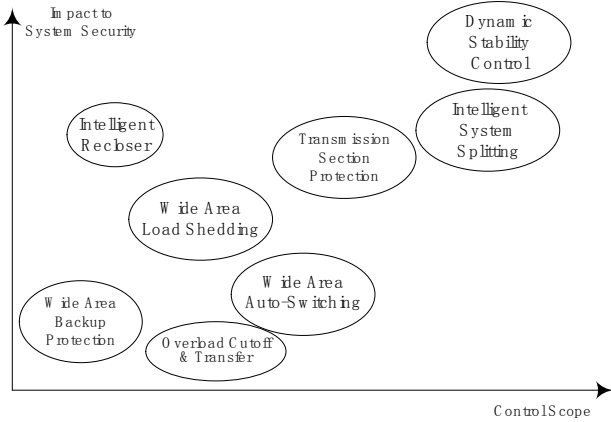 Impact to
System Security
Dynamic
Stability
Control
Intelligent
Recloser
Transmission
Section
Protection
Intelligent
System
Splitting
Wide Area
Load Shedding
Wide Area
Auto-Switching
Wide Area
Backup
Protection
Overload Cutoff
& Transfer
Control Scope